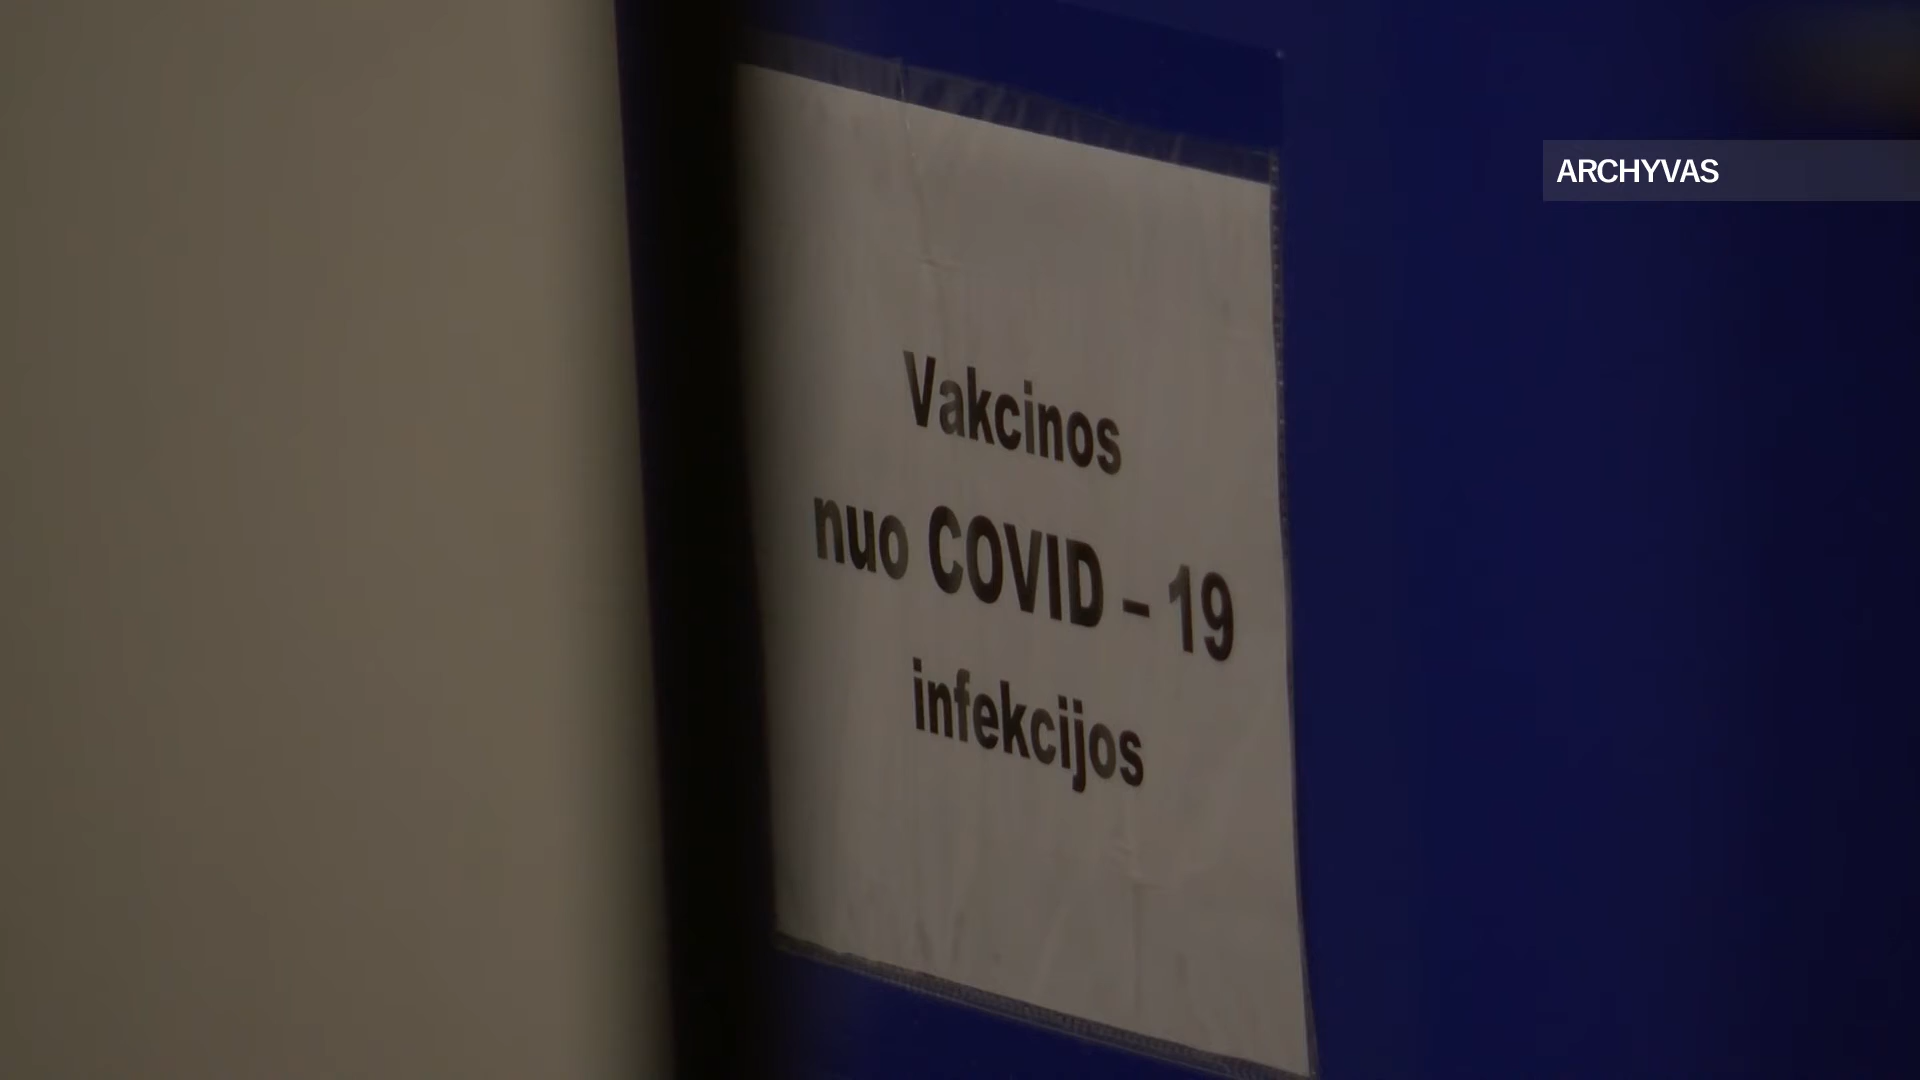 ARCHYVAS
Vakcinos
nuo COVID – 19
infekcijos